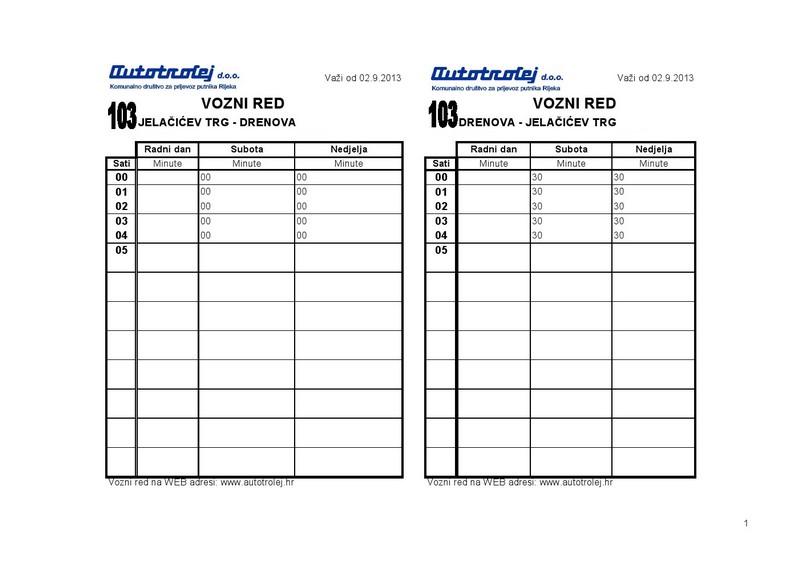 Autotrolej d.o.o.
Važi od 02.9.2013
Komunalno društvo za prijevoz putnika Rijeka
VOZNI RED
103 JELAČIĆEV TRG - DRENOVA
Radni dan Subota Nedjelja
Sati Minute Minute Minute
00 00 00
01 00 00
02 00 00
03 00 00
04 00 00
05
Vozni red na WEB adresi: www.autotrolej.hr
Autotrolej d.o.o.
Važi od 02.9.2013
Komunalno društvo za prijevoz putnika Rijeka
VOZNI RED
103 DRENOVA - JELAČIĆEV TRG
Radni dan Subota Nedjelja
Sati Minute Minute Minute
00 30 30
01 30 30
02 30 30
03 30 30
04 30 30
05
Vozni red na WEB adresi: www.autotrolej.hr
1